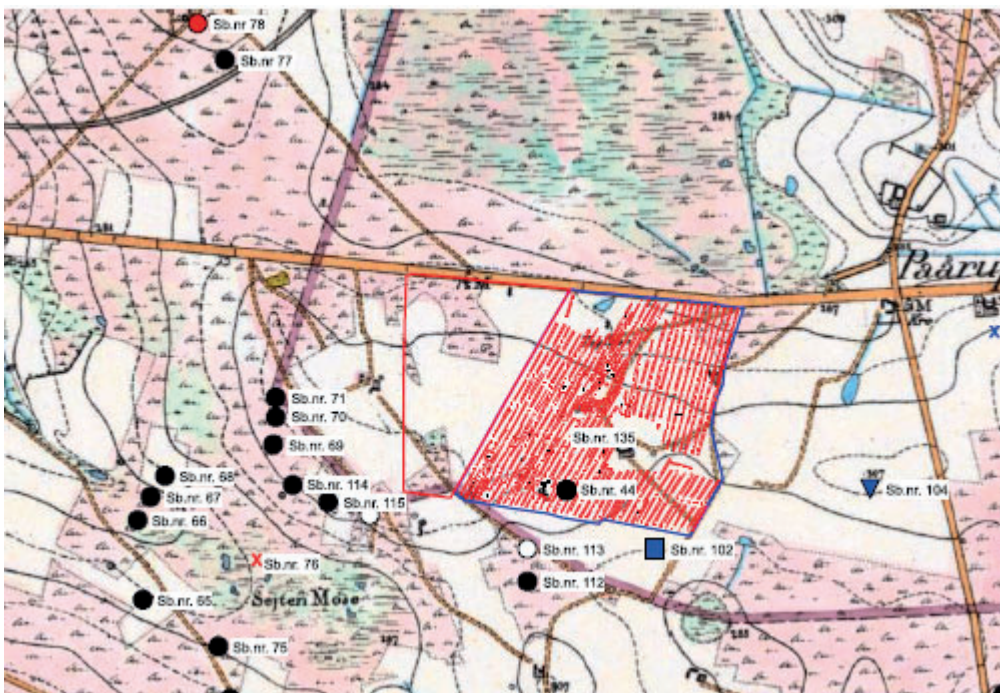 Sb.nr 78
Sb.nr 77
Paåru
Sb.nr. 71
Sb.nr. 70
Sb.nr. 69
Sb.nr. 135
Sb.nr. 68
Sb.nr. 114
Sb.nr. 67
Sb.nr. 44
Sb.nr. 104
Sb.nr. 115
Sb.nr. 66
Sb.nr. 113
Sb.nr. 102
Sb.nr. 76
Sb.nr. 112
Sejten Mose
Sb.nr. 65
Sb.nr. 75